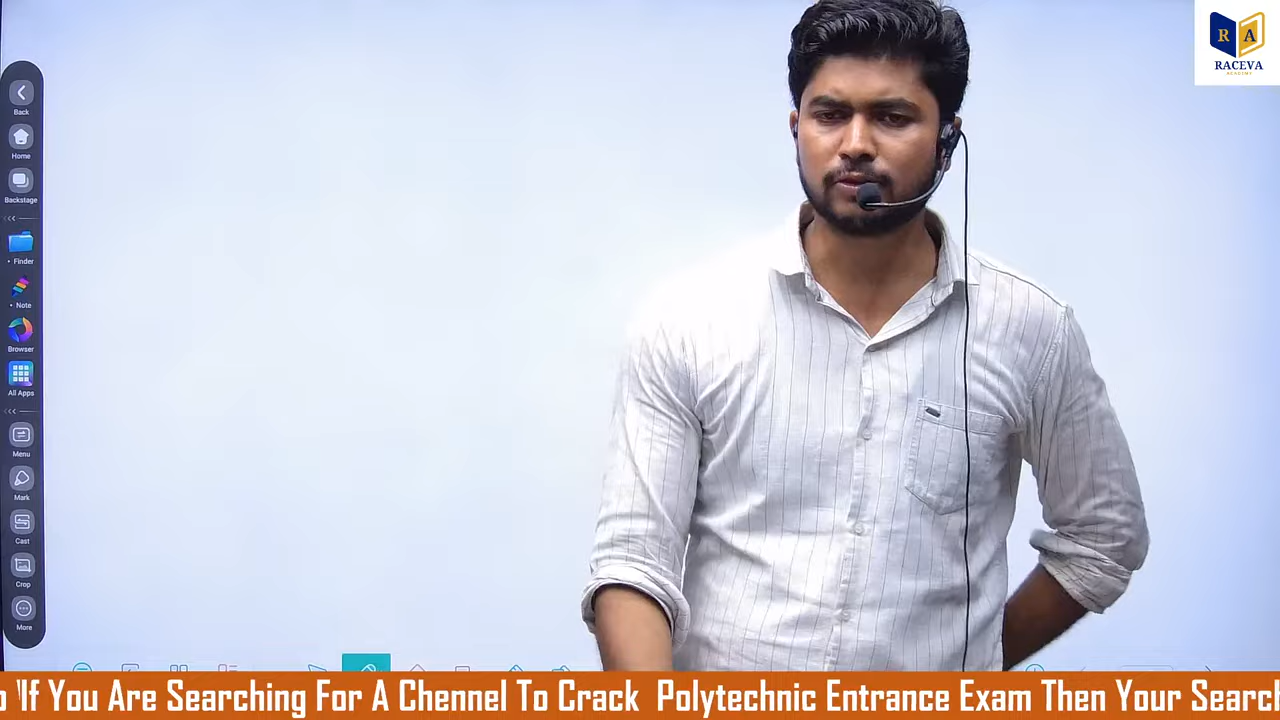 R A
RACEVA
ACADEMY
Back
Home
Backstage
Finder
Note
Browser
All Apps
Menu
Mark
Cast
Crop
More
'If You Are Searching For A Chennel To Crack Polytechnic Entrance Exam Then Your